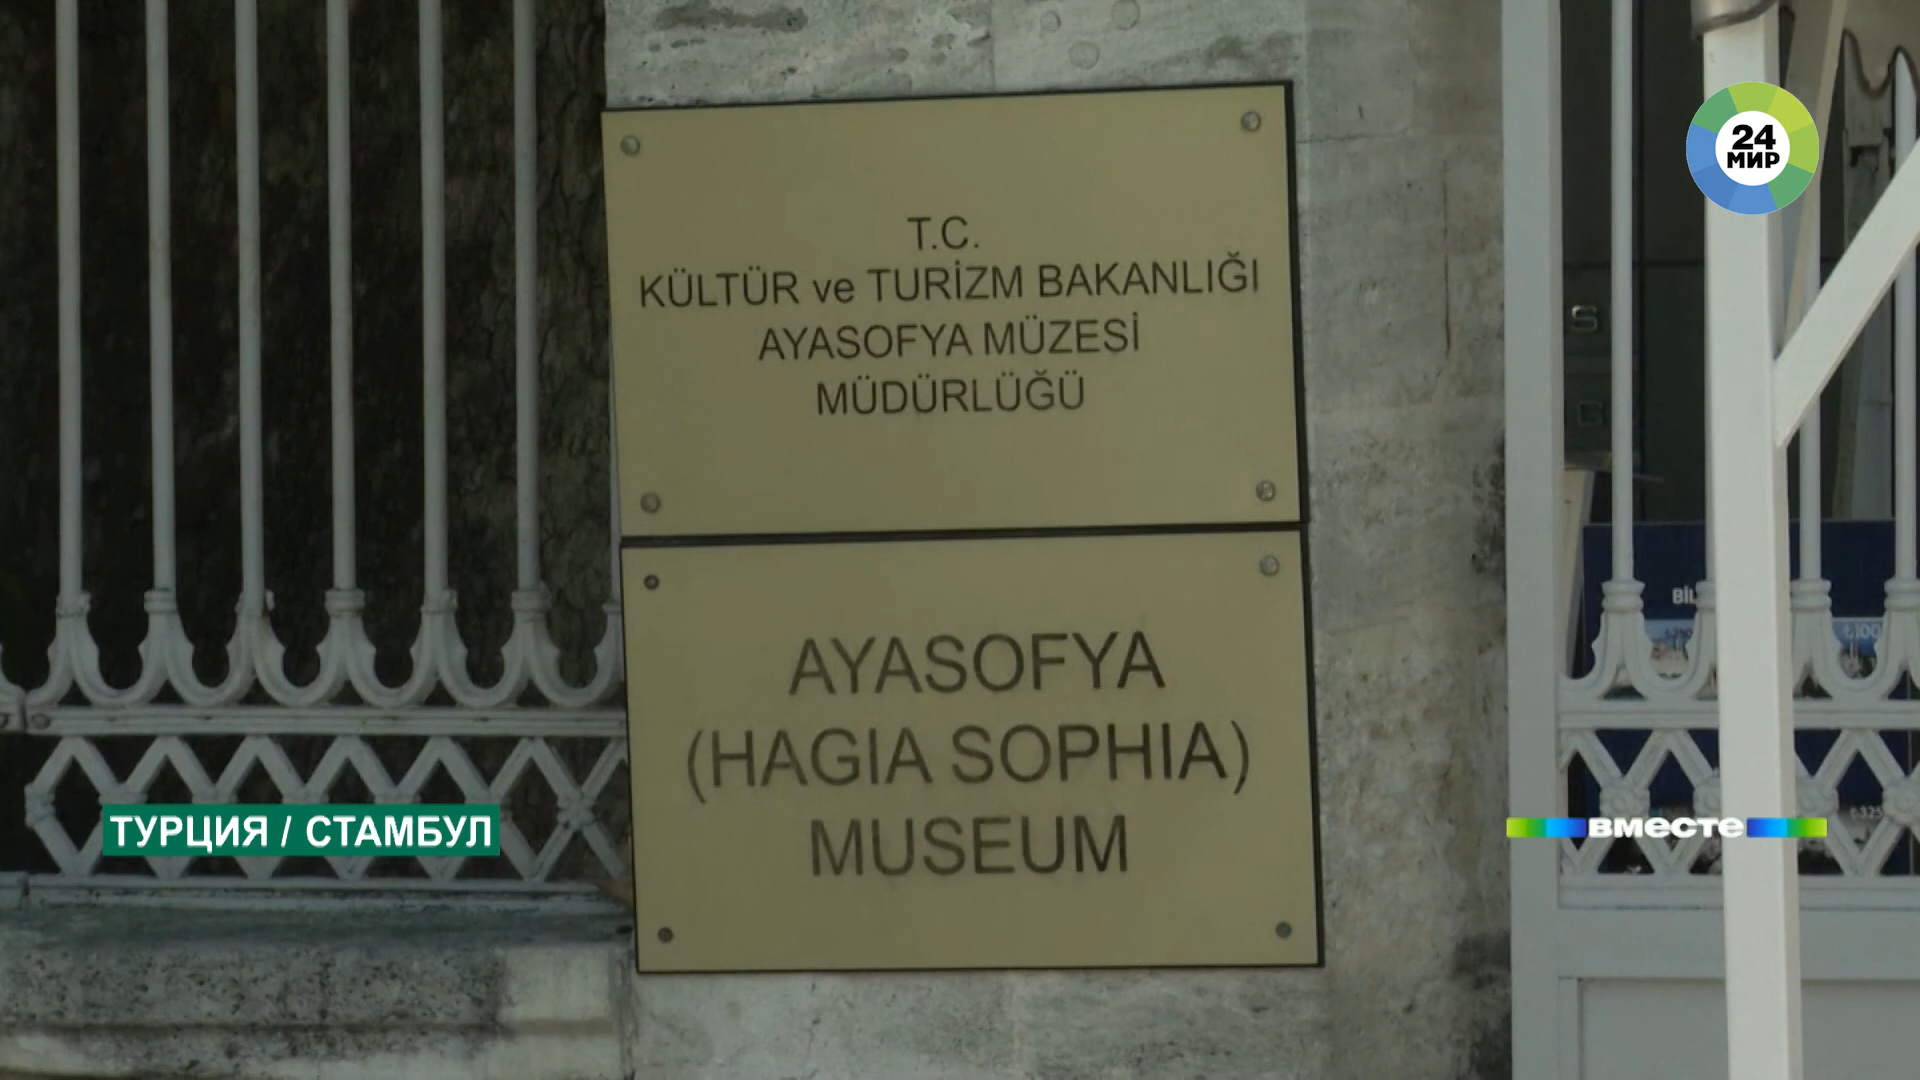 24
МИР
T.C.
KÜLTÜR ve TURİZM BAKANLIĞI
AYASOFYA MÜZESİ
MÜDÜRLÜĞÜ
AYASOFYA
(HAGIA SOPHIA)
MUSEUM
ТУРЦИЯ / СТАМБУЛ
вместе